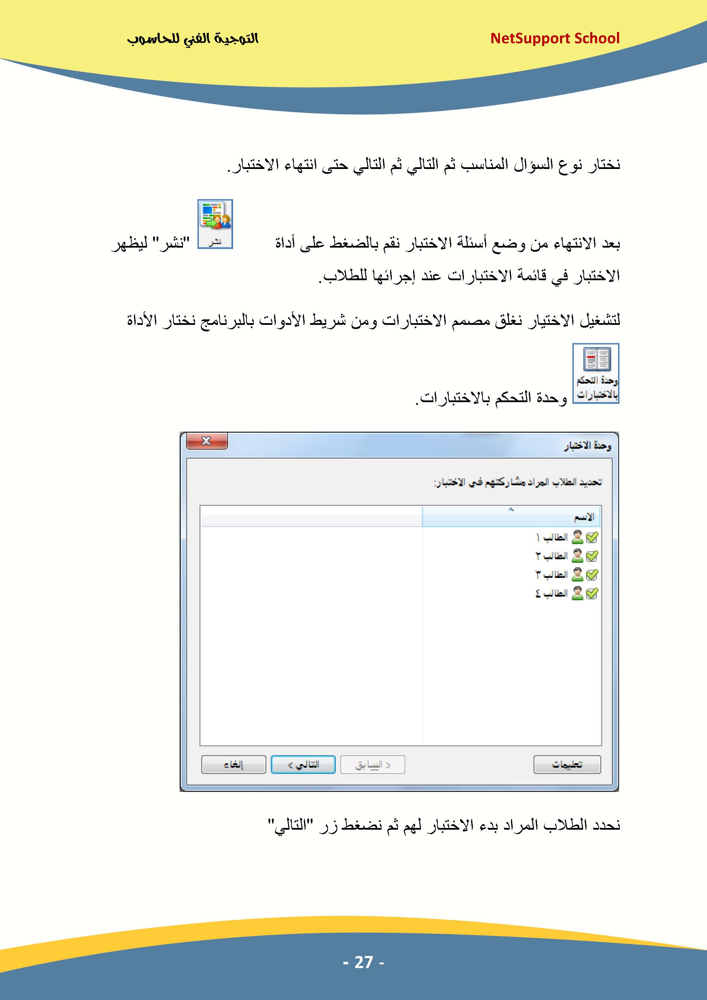 NetSupport School
التوجية الفني للحاسوب
نختار نوع السؤال المناسب ثم التالي ثم التالي حتى انتهاء الاختبار.
بعد الانتهاء من وضع أسئلة الاختبار نقم بالضغط على أداة نشر "نشر" ليظهر
الاختبار في قائمة الاختبارات عند إجرائها للطلاب.
لتشغيل الاختيار نغلق مصمم الاختبارات ومن شريط الأدوات بالبرنامج نختار الأداة
وحدة التحكم
بالاختبارات
وحدة التحكم بالاختبارات.
وحدة الاختبار
X
تحديد الطلاب المراد مشاركتهم في الاختبار:
الاسم
الطالب ١
الطالب ٢
الطالب ٣
الطالب ٤
تعليمات
< السابق
التالي >
إلغاء
نحدد الطلاب المراد بدء الاختبار لهم ثم نضغط زر "التالي"
- 27 -